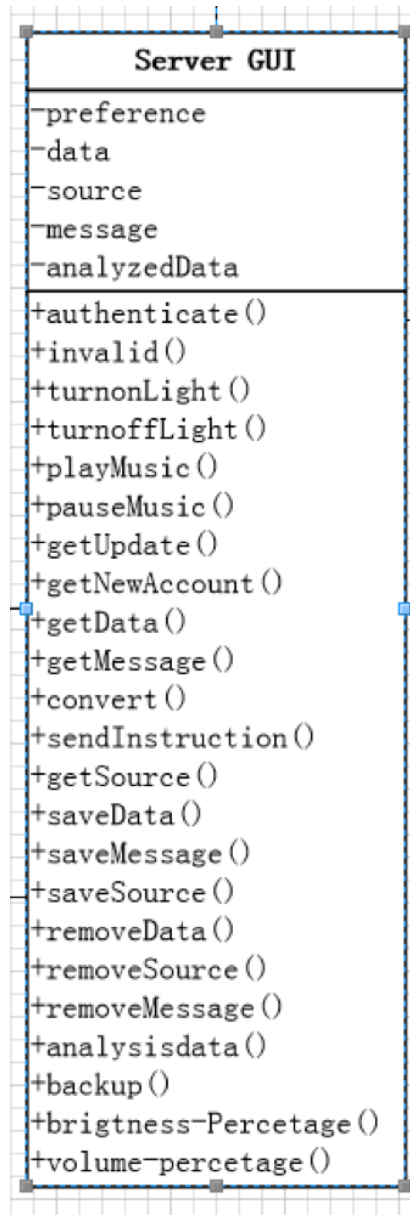 Server GUI
-preference
-data
-source
-message
-analyzedData
+authenticate()
+invalid()
+turnonLight()
+turnoffLight()
+playMusic()
+pauseMusic()
+getUpdate()
+getNewAccount()
+getData()
+getMessage()
+convert()
+sendInstruction()
+getSource()
+saveData()
+saveMessage()
+saveSource()
+removeData()
+removeSource()
+removeMessage()
+analysisdata()
+backup()
+brigtness-Percetage()
+volume-percetage()